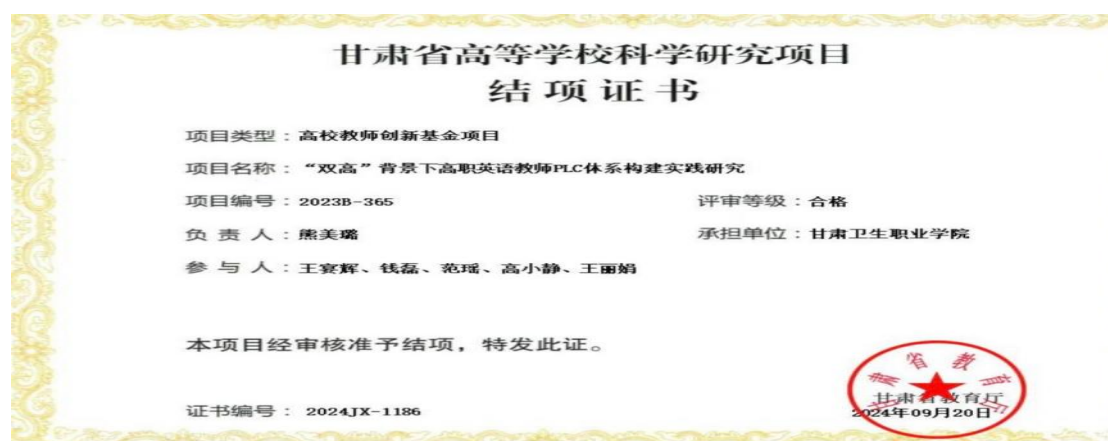 甘肃省高等学校科学研究项目
结项证书
项目类型：高校教师创新基金项目
项目名称：“双高”背景下高职英语教师PLC体系构建实践研究
项目编号：2023B-365 评审等级：合格
负 责 人：熊美璐 承担单位：甘肃卫生职业学院
参 与 人：王宴辉、钱磊、范瑶、高小静、王丽娟
本项目经审核准予结项，特发此证。
甘肃省教育厅
甘肃省教育厅
证书编号： 2024JX-1186 2024年09月20日